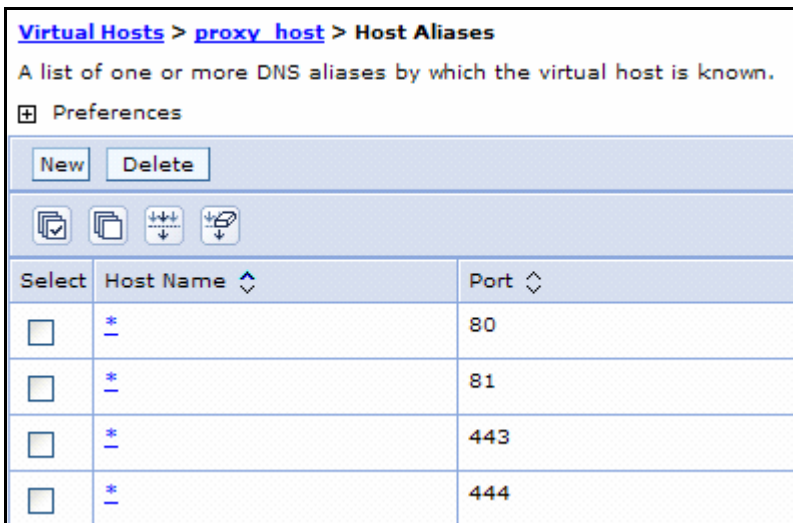 Virtual Hosts > proxy_host > Host Aliases
A list of one or more DNS aliases by which the virtual host is known.
Preferences
New Delete
Select Host Name Port
* 80
* 81
* 443
* 444